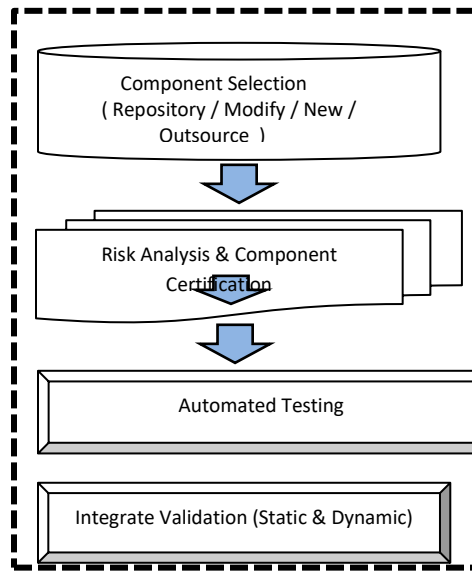 Component Selection
( Repository / Modify / New /
Outsource )
Risk Analysis & Component
Certification
Automated Testing
Integrate Validation (Static & Dynamic)